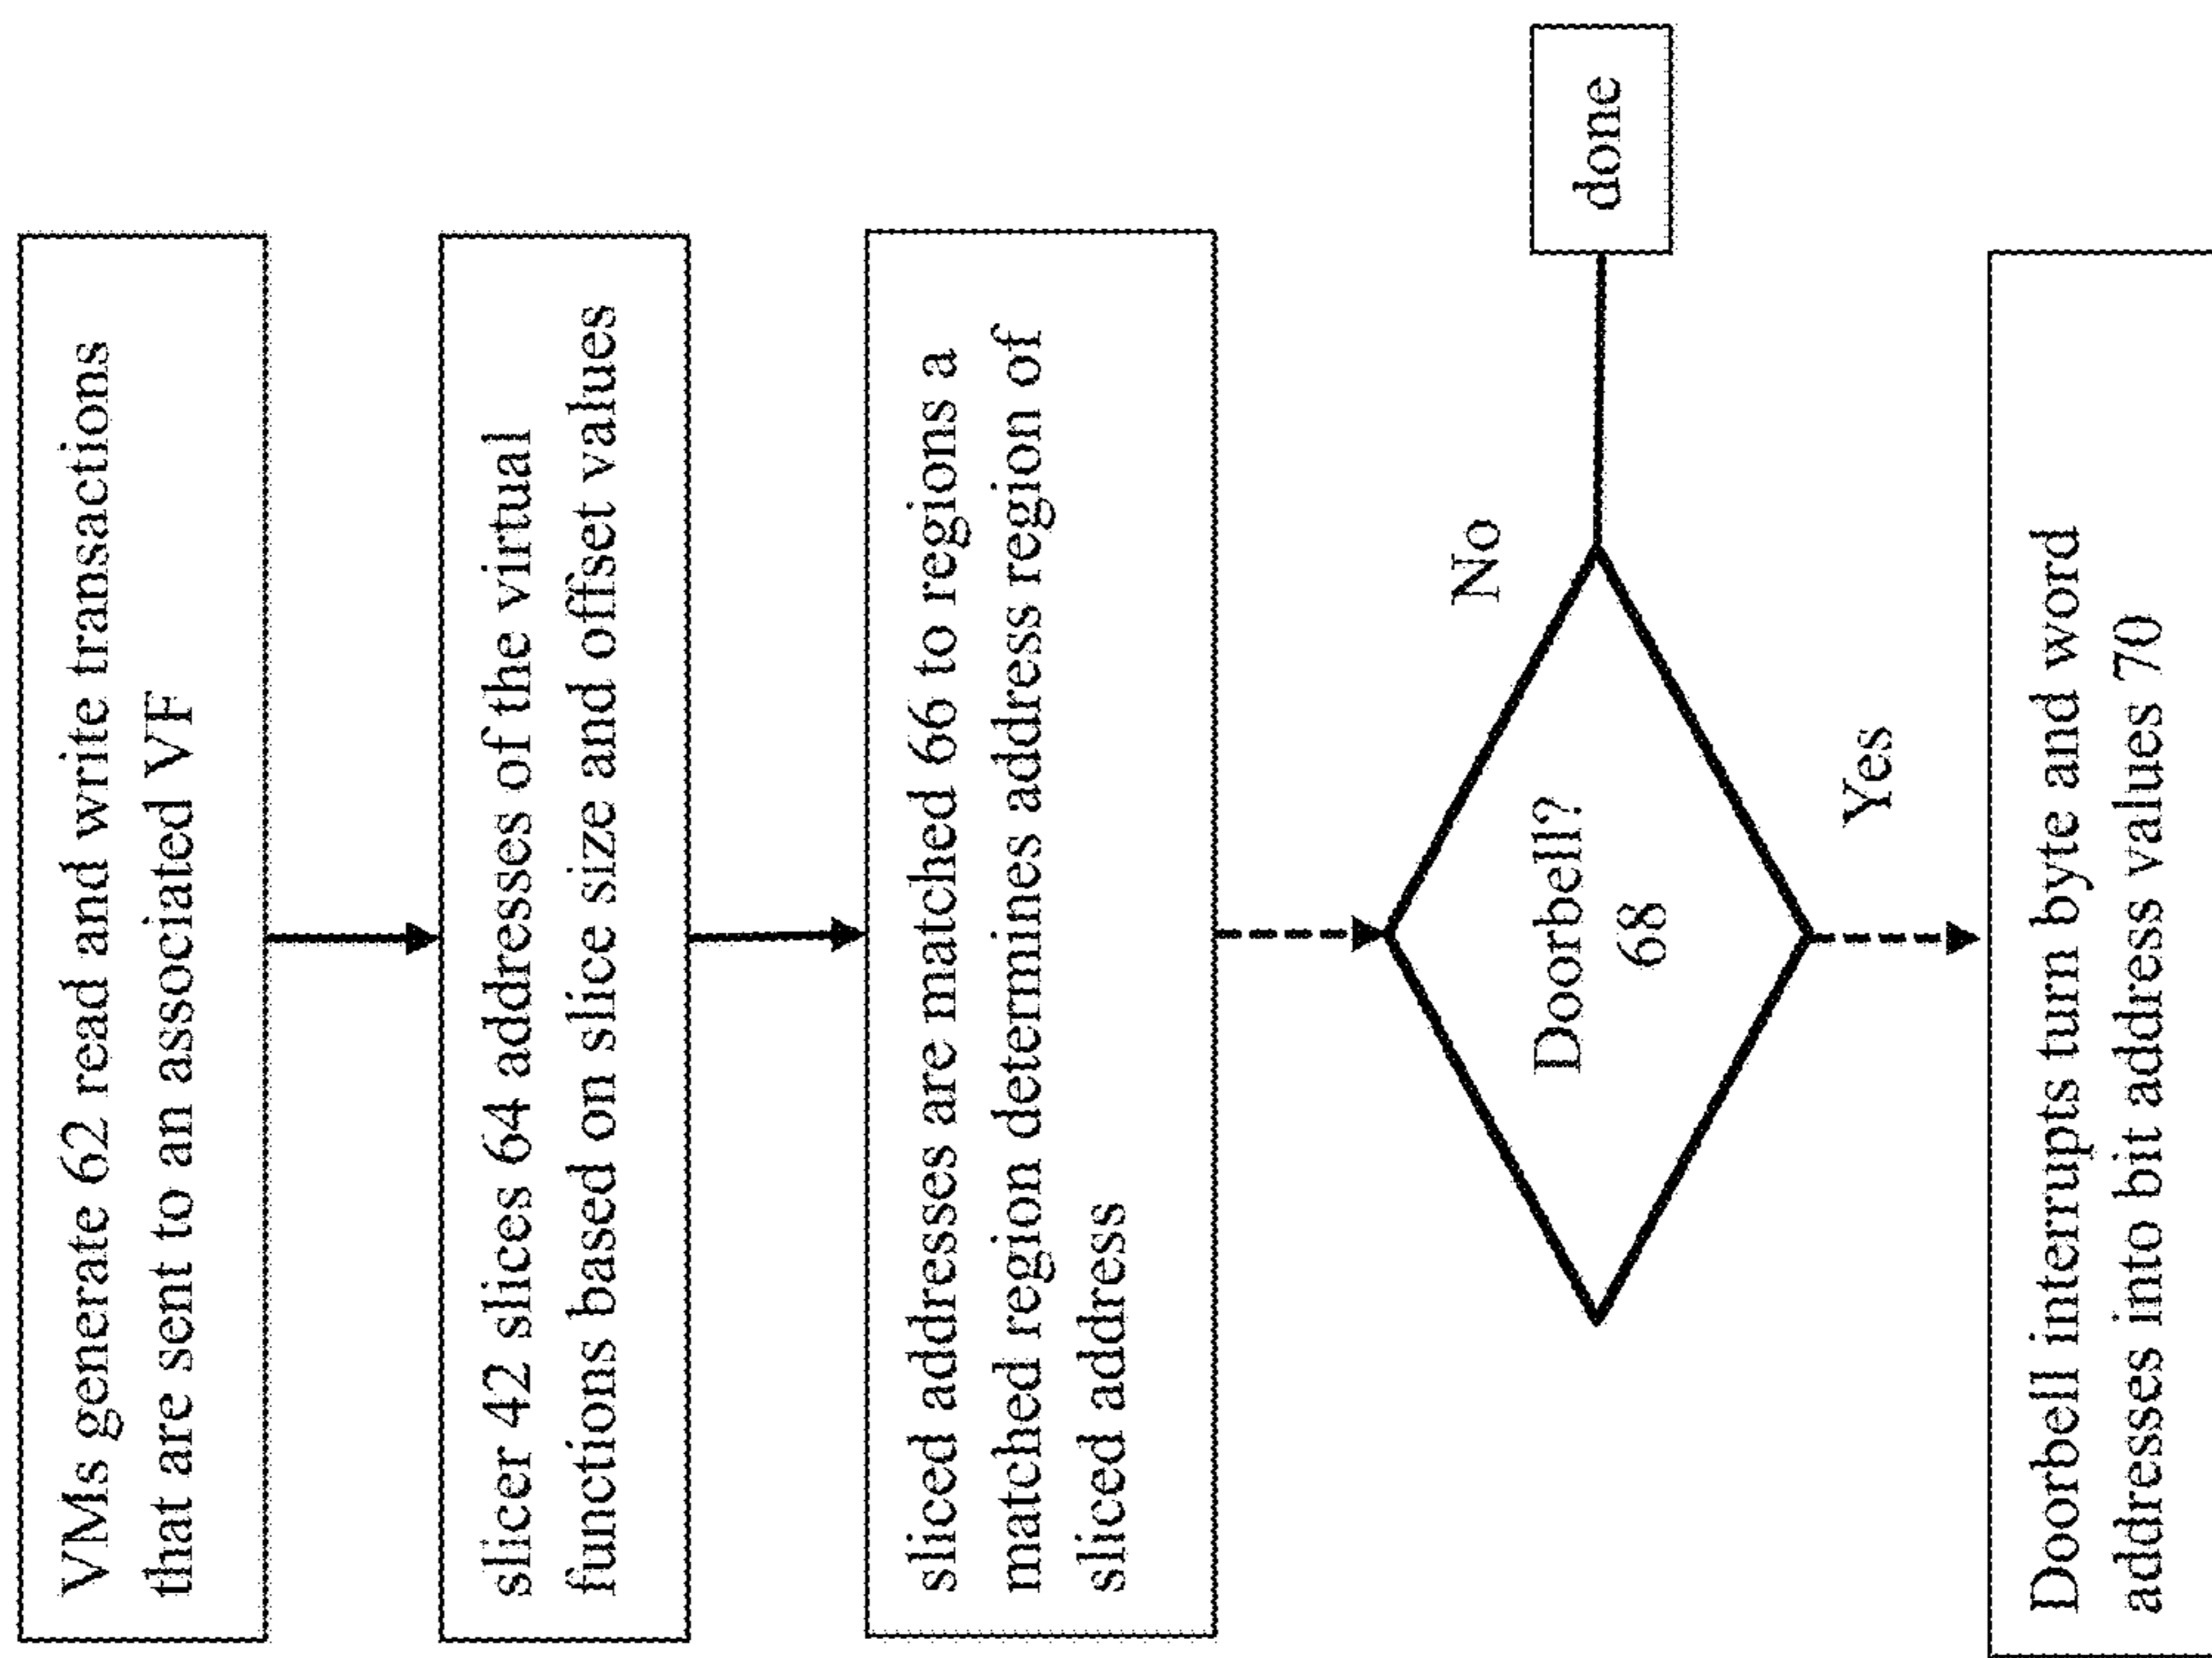 VMs generate 62 read and write transactions
that are sent to an associated VF
slicer 42 slices 64 addresses of the virtual
functions based on slice size and offset values
sliced addresses are matched 66 to regions a
matched region determines address region of
sliced address
Doorbell?
68
No
done
Yes
Doorbell interrupts turn byte and word
addresses into bit address values 70